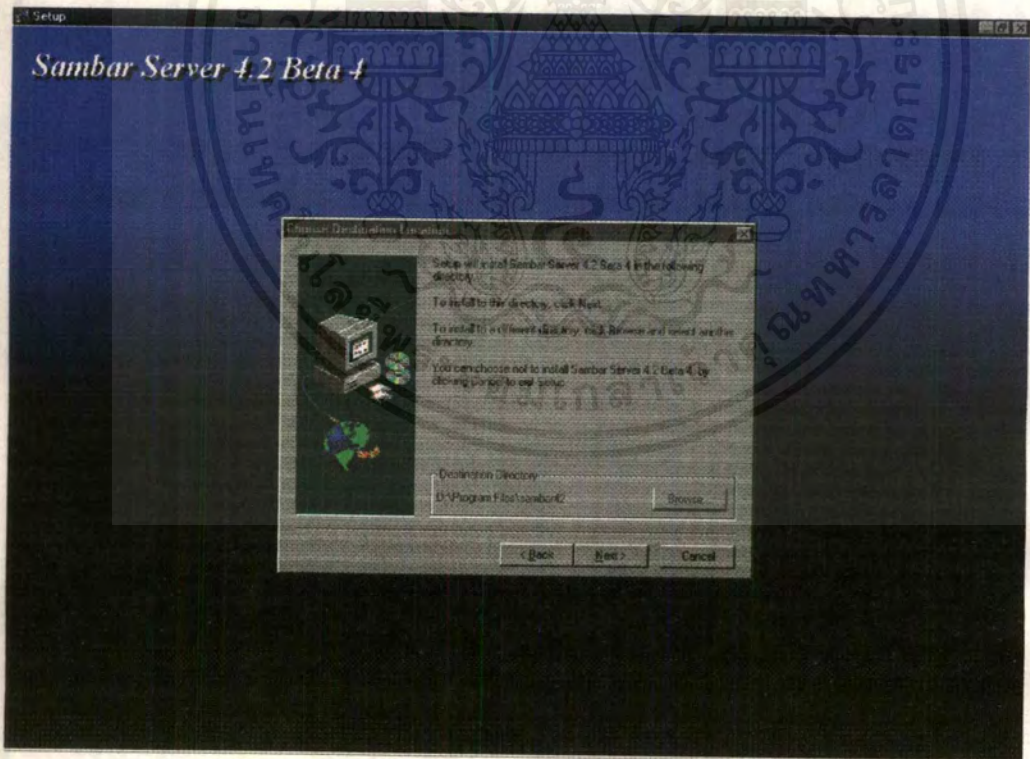 Setup
Sambar Server 4.2 Beta 4
Choose Destination Location
Setup will install Sambar Server 4.2 Beta 4 in the following
directory.
To install to this directory, click Next.
To install to a different directory, click Browse and select another
directory.
You can choose not to install Sambar Server 4.2 Beta 4, by
clicking Cancel to exit Setup.
Destination Directory
D:\Program Files\sambar42
Browse...
< Back
Next >
Cancel